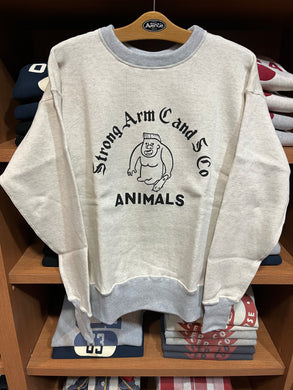 Strong Arm C and S Co
ANIMALS
33